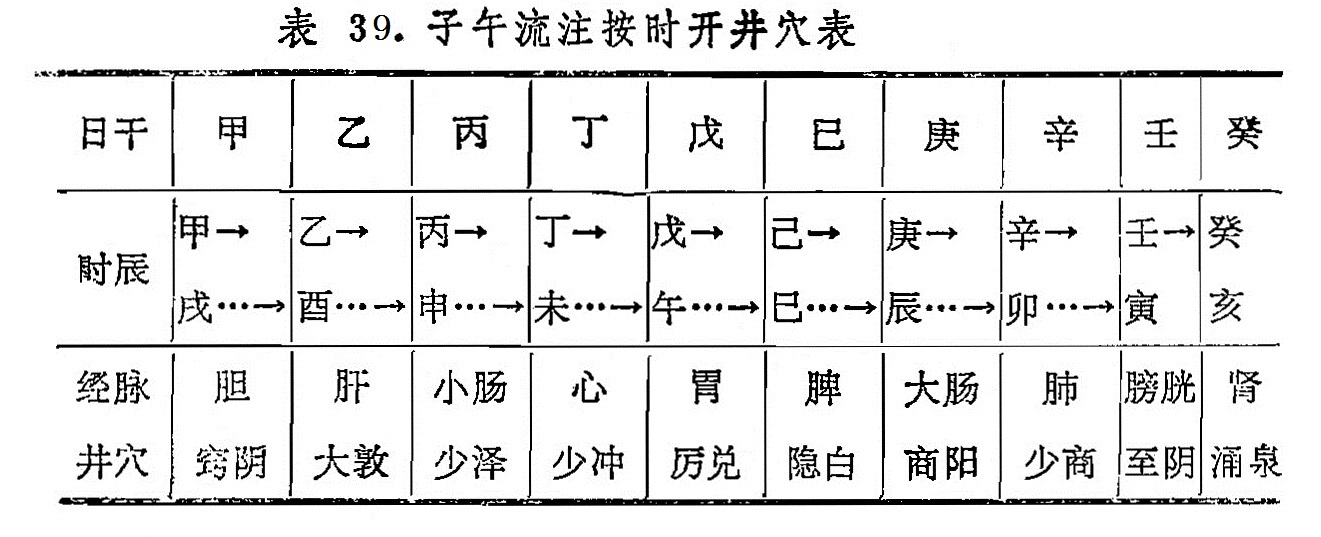 表 39. 子午流注按时开井穴表
日干 甲 乙 丙 丁 戊 巳 庚 辛 壬 癸
时辰 甲→ 乙→ 丙→ 丁→ 戊→ 己→ 庚→ 辛→ 壬→ 癸
戌…→ 酉…→ 申…→ 未…→ 午…→ 巳…→ 辰…→ 卯…→ 寅 亥
经脉 胆 肝 小肠 心 胃 脾 大肠 肺 膀胱 肾
井穴 窍阴 大敦 少泽 少冲 厉兑 隐白 商阳 少商 至阴 涌泉